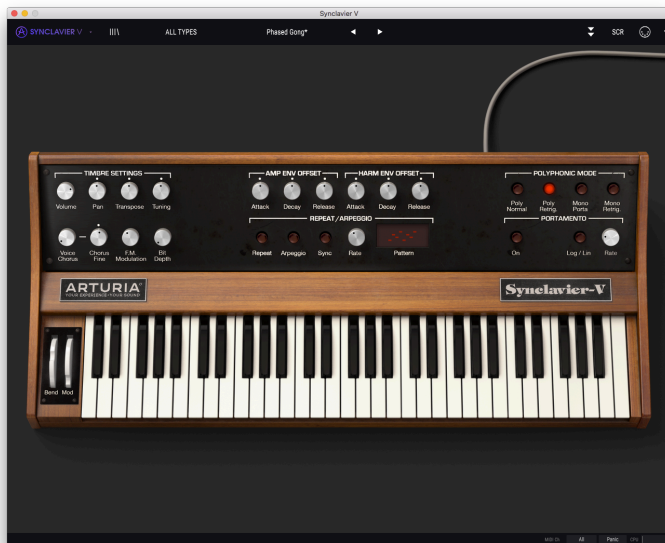 Synclavier V
SYNCLAVIER V
ALL TYPES
Phased Gong*
SCR
TIMBRE SETTINGS
AMP ENV OFFSET
HARM ENV OFFSET
POLYPHONIC MODE
Volume
Pan
Transpose
Tuning
Attack
Decay
Release
Attack
Decay
Release
Poly Normal
Poly Retrig.
Mono Porta
Mono Retrig.
REPEAT/ARPEGGIO
PORTAMENTO
Voice Chorus
Chorus Fine
F.M. Modulation
Bit Depth
Repeat
Arpeggio
Sync
Rate
Pattern
On
Log / Lin
Rate
ARTURIA
YOUR EXPERIENCE • YOUR SOUND
Synclavier-V
Bend Mod
MIDI Ch
All
Panic
CPU